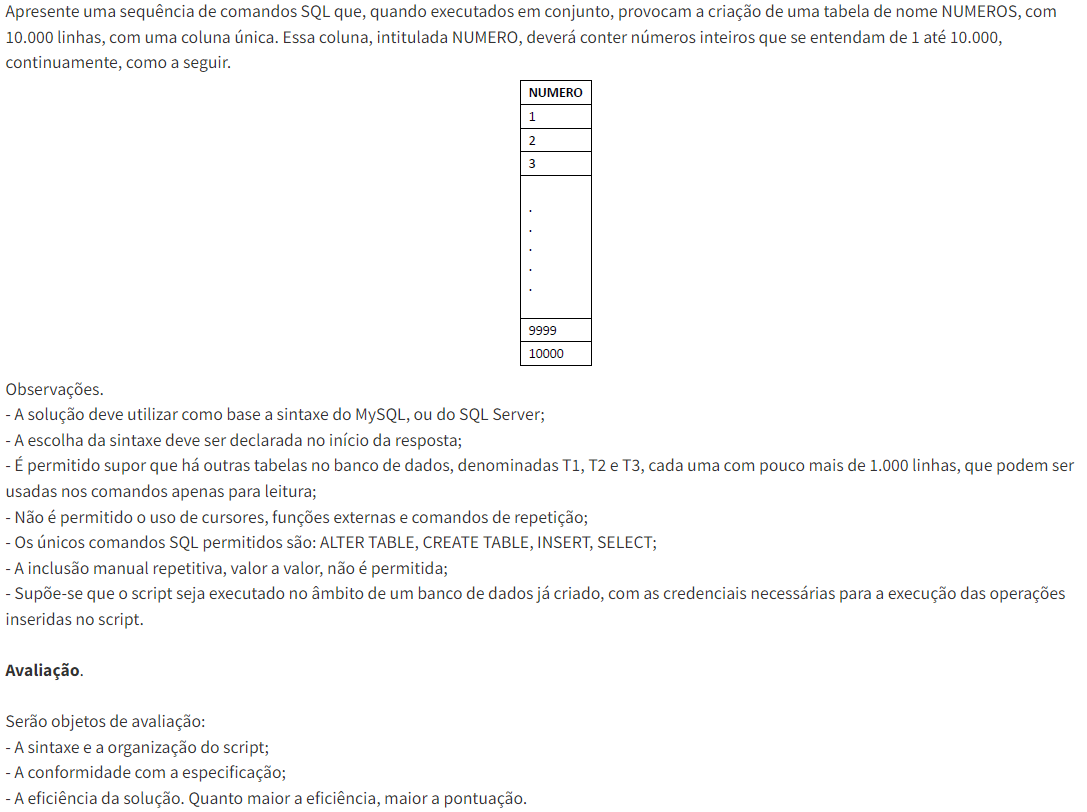 Apresente uma sequência de comandos SQL que, quando executados em conjunto, provocam a criação de uma tabela de nome NUMEROS, com
10.000 linhas, com uma coluna única. Essa coluna, intitulada NUMERO, deverá conter números inteiros que se entendam de 1 até 10.000,
continuamente, como a seguir.
NUMERO
1
2
3
.
.
.
.
.
9999
10000
Observações.
- A solução deve utilizar como base a sintaxe do MySQL, ou do SQL Server;
- A escolha da sintaxe deve ser declarada no início da resposta;
- É permitido supor que há outras tabelas no banco de dados, denominadas T1, T2 e T3, cada uma com pouco mais de 1.000 linhas, que podem ser
usadas nos comandos apenas para leitura;
- Não é permitido o uso de cursores, funções externas e comandos de repetição;
- Os únicos comandos SQL permitidos são: ALTER TABLE, CREATE TABLE, INSERT, SELECT;
- A inclusão manual repetitiva, valor a valor, não é permitida;
- Supõe-se que o script seja executado no âmbito de um banco de dados já criado, com as credenciais necessárias para a execução das operações
inseridas no script.
Avaliação.
Serão objetos de avaliação:
- A sintaxe e a organização do script;
- A conformidade com a especificação;
- A eficiência da solução. Quanto maior a eficiência, maior a pontuação.